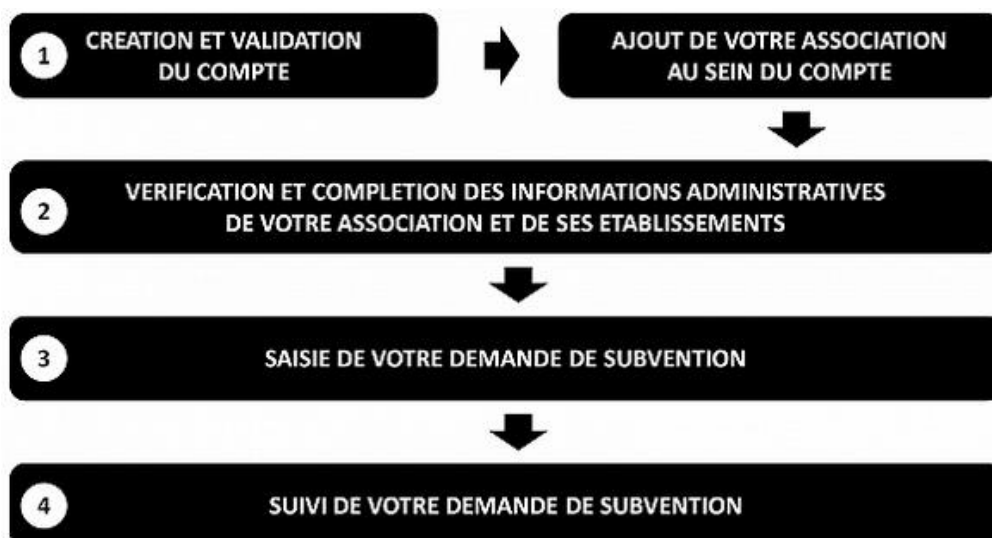 1
CREATION ET VALIDATION
DU COMPTE
AJOUT DE VOTRE ASSOCIATION
AU SEIN DU COMPTE
2
VERIFICATION ET COMPLETION DES INFORMATIONS ADMINISTRATIVES
DE VOTRE ASSOCIATION ET DE SES ETABLISSEMENTS
3
SAISIE DE VOTRE DEMANDE DE SUBVENTION
4
SUIVI DE VOTRE DEMANDE DE SUBVENTION